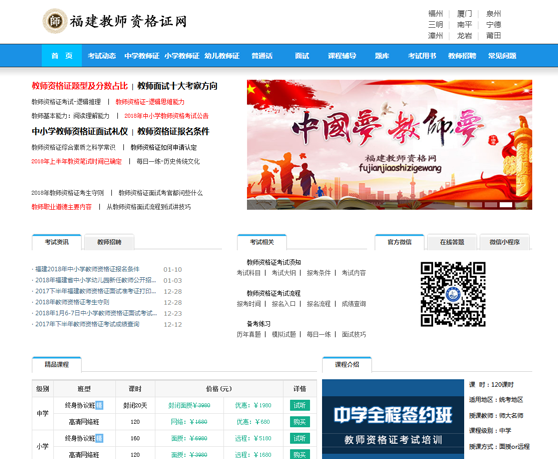 師 福建教师资格证网
福州 | 厦门 | 泉州
三明 | 南平 | 宁德
漳州 | 龙岩 | 莆田
首 页 考试动态 中学教师证 小学教师证 幼儿教师证 普通话 面试 课程辅导 题库 考试用书 教师招聘 常见问题
教师资格证题型及分数占比 | 教师面试十大考察方向
教师资格证考试-逻辑推理 | 教师资格证-逻辑思维能力
教师基本能力：阅读理解能力 | 2018年中小学教师资格考试公告
中小学教师资格证面试礼仪 | 教师资格证报名条件
教师资格证综合素质之科学常识 | 教师资格证如何申请认定
2018年上半年教资笔试时间已确定 | 每日一练-历史传统文化
2018年教师资格证考生守则 | 教师资格证面试考官都问些什么
教师职业道德主要内容 | 从教师资格面试流程到试讲技巧
中國夢·教師夢
福建教师资格网
fujianjiaoshizigewang
考试资讯 教师招聘
· 福建2018年中小学教师资格报名条件 01-10
· 2018年福建省中小学幼儿园新任教师公开招... 01-03
· 2017下半年福建教师资格证面试准考证打印... 12-28
· 2018年教师资格考生守则 12-28
· 2018年1月6-7日中小学教师资格证面试考试... 12-23
· 2017年下半年教师资格证考试成绩查询 12-12
考试相关
教师资格证考试须知
考试科目 | 考试大纲 | 报考条件 | 考试内容
教师资格证考试流程
报考时间 | 报名入口 | 报名流程 | 成绩查询
备考练习
历年真题 | 模拟试题 | 每日一练 | 面试技巧
官方微信 在线答题 微信小程序
精品课程
级别 班型 课时 价格(元) 详情
中学 终身协议班 封闭20天 封闭面授￥3980 优惠：￥1980 试听
高清网络班 120 网络：￥1680 优惠：￥680 购买
小学 终身协议班 160 面授：￥6980 远程：￥5180 试听
高清网络班 120 购买
课程介绍
中学全程签约班
教师资格证考试培训
课 时：120课时
适用地区：统考地区
授课教师：师大名师
课程级别：中学
授课方式：面授or远程